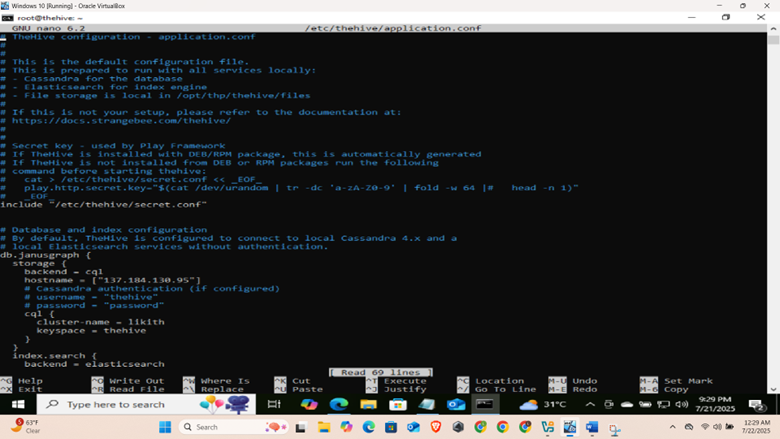 Windows 10 [Running] - Oracle VirtualBox
root@thehive: ~
GNU nano 6.2 /etc/thehive/application.conf
# TheHive configuration - application.conf
#
#
# This is the default configuration file.
# This is prepared to run with all services locally:
# - Cassandra for the database
# - Elasticsearch for index engine
# - File storage is local in /opt/thp/thehive/files
#
# If this is not your setup, please refer to the documentation at:
# https://docs.strangebee.com/thehive/
#
#
# Secret key - used by Play Framework
# If TheHive is installed with DEB/RPM package, this is automatically generated
# If TheHive is not installed from DEB or RPM packages run the following
# command before starting thehive:
#   cat > /etc/thehive/secret.conf << _EOF_
#   play.http.secret.key="$(cat /dev/urandom | tr -dc 'a-zA-Z0-9' | fold -w 64 |#   head -n 1)"
#   _EOF_
include "/etc/thehive/secret.conf"
# Database and index configuration
# By default, TheHive is configured to connect to local Cassandra 4.x and a
# local Elasticsearch services without authentication.
db.janusgraph {
storage {
backend = cql
hostname = ["137.184.130.95"]
# Cassandra authentication (if configured)
# username = "thehive"
# password = "password"
cql {
cluster-name = likith
keyspace = thehive
}
}
index.search {
backend = elasticsearch
[ Read 69 lines ]
^G Help ^O Write Out ^W Where Is ^K Cut ^T Execute ^C Location M-U Undo M-A Set Mark
^X Exit ^R Read File ^\ Replace ^U Paste ^J Justify ^/ Go To Line M-E Redo M-6 Copy
Type here to search
31°C
9:29 PM
7/21/2025
63°F
Clear
Search
12:29 AM
7/22/2025